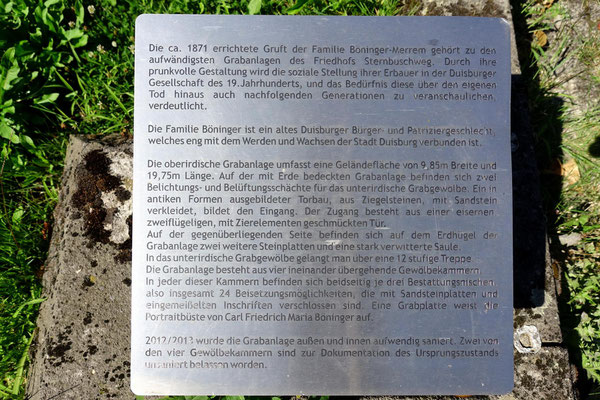 Die ca. 1871 errichtete Gruft der Familie Böninger-Merrem gehört zu den
aufwändigsten Grabanlagen des Friedhofs Sternbuschweg. Durch ihre
prunkvolle Gestaltung wird die soziale Stellung ihrer Erbauer in der Duisburger
Gesellschaft des 19.Jahrhunderts, und das Bedürfnis diese über den eigenen
Tod hinaus auch nachfolgenden Generationen zu veranschaulichen,
verdeutlicht.
Die Familie Böninger ist ein altes Duisburger Bürger- und Patriziergeschlecht,
welches eng mit dem Werden und Wachsen der Stadt Duisburg verbunden ist.
Die oberirdische Grabanlage umfasst eine Geländefläche von 9,85m Breite und
19,75m Länge. Auf der mit Erde bedeckten Grabanlage befinden sich zwei
Belichtungs- und Belüftungsschächte für das unterirdische Grabgewölbe. Ein in
antiken Formen ausgebildeter Torbau, aus Ziegelsteinen, mit Sandstein
verkleidet, bildet den Eingang. Der Zugang besteht aus einer eisernen
zweiflügeligen, mit Zierelementen geschmückten Tür.
Auf der gegenüberliegenden Seite befinden sich auf dem Erdhügel der
Grabanlage zwei weitere Steinplatten und eine stark verwitterte Säule.
In das unterirdische Grabgewölbe gelangt man über eine 12 stufige Treppe.
Die Grabanlage besteht aus vier ineinander übergehende Gewölbekammern.
In jeder dieser Kammern befinden sich beidseitig je drei Bestattungsnischen,
also insgesamt 24 Beisetzungsmöglichkeiten, die mit Sandsteinplatten und
eingemeißelten Inschriften verschlossen sind. Eine Grabplatte weist die
Portraitbüste von Carl Friedrich Maria Böninger auf.
2012/2013 wurde die Grabanlage außen und innen aufwendig saniert. Zwei von
den vier Gewölbekammern sind zur Dokumentation des Ursprungszustands
unsaniert belassen worden.